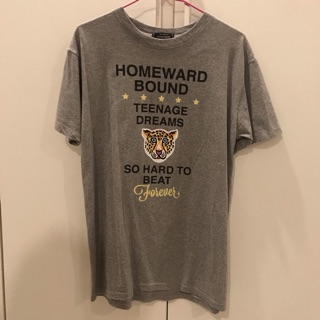 HOMEWARD
BOUND
TEENAGE
DREAMS
SO HARD TO
BEAT
Forever